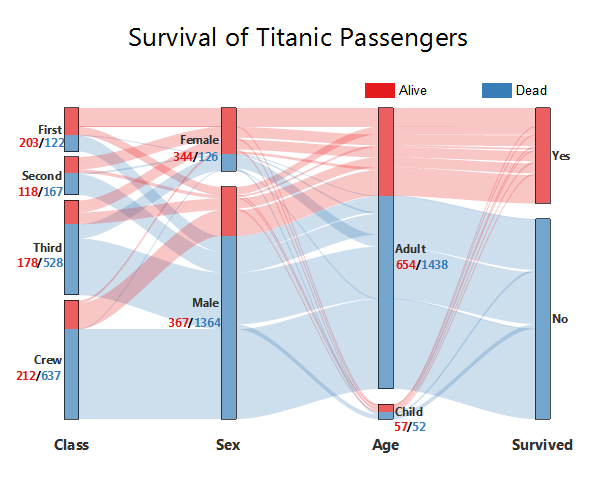 Survival of Titanic Passengers
Alive
Dead
First
203/122
Second
118/167
Third
178/528
Crew
212/637
Female
344/126
Male
367/1364
Adult
654/1438
Child
57/52
Yes
No
Class
Sex
Age
Survived